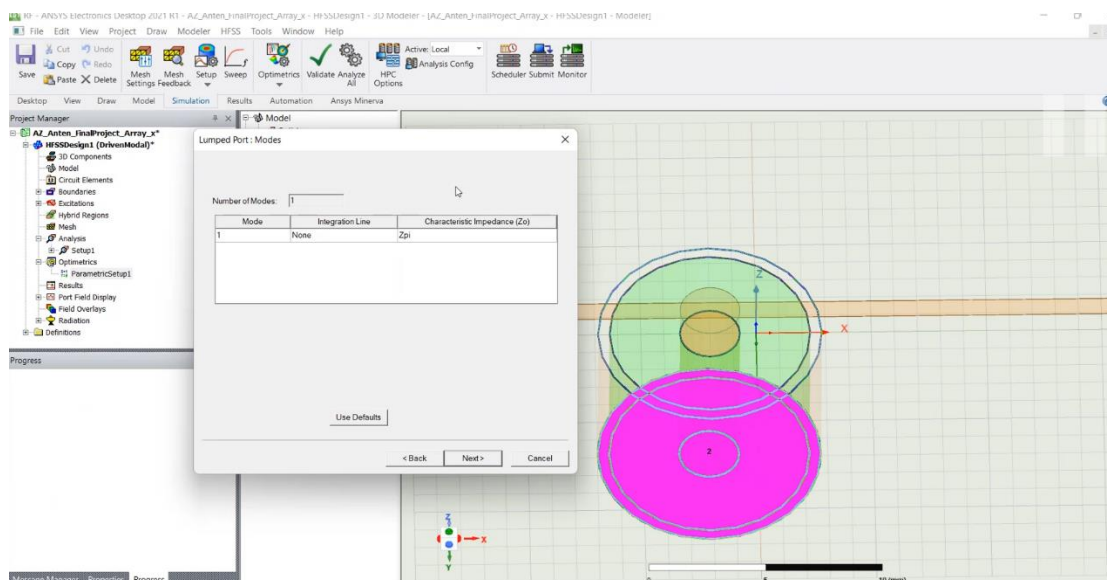 RF - ANSYS Electronics Desktop 2021 R1 - AZ_Anten_FinalProject_Array_x - HFSSDesign1 - 3D Modeler - [AZ_Anten_FinalProject_Array_x - HFSSDesign1 - Modeler]
File Edit View Project Draw Modeler HFSS Tools Window Help
Save
Cut
Copy
Paste
Undo
Redo
Delete
Mesh Settings
Mesh Feedback
Setup
Sweep
Optimetrics
Validate
Analyze All
HPC Options
Active: Local
Analysis Config
Scheduler
Submit
Monitor
Desktop View Draw Model Simulation Results Automation Ansys Minerva
Project Manager
AZ_Anten_FinalProject_Array_x*
HFSSDesign1 (DrivenModal)*
3D Components
Model
Circuit Elements
Boundaries
Excitations
Hybrid Regions
Mesh
Analysis
Setup1
Optimetrics
ParametricSetup1
Results
Port Field Display
Field Overlays
Radiation
Definitions
Progress
Model
Lumped Port : Modes
Number of Modes: 1
Mode Integration Line Characteristic Impedance (Zo)
1 None Zpi
Use Defaults
< Back Next > Cancel
Z
X
2
Z
X
Y
0 5 10 (mm)
Message Manager Properties Progress